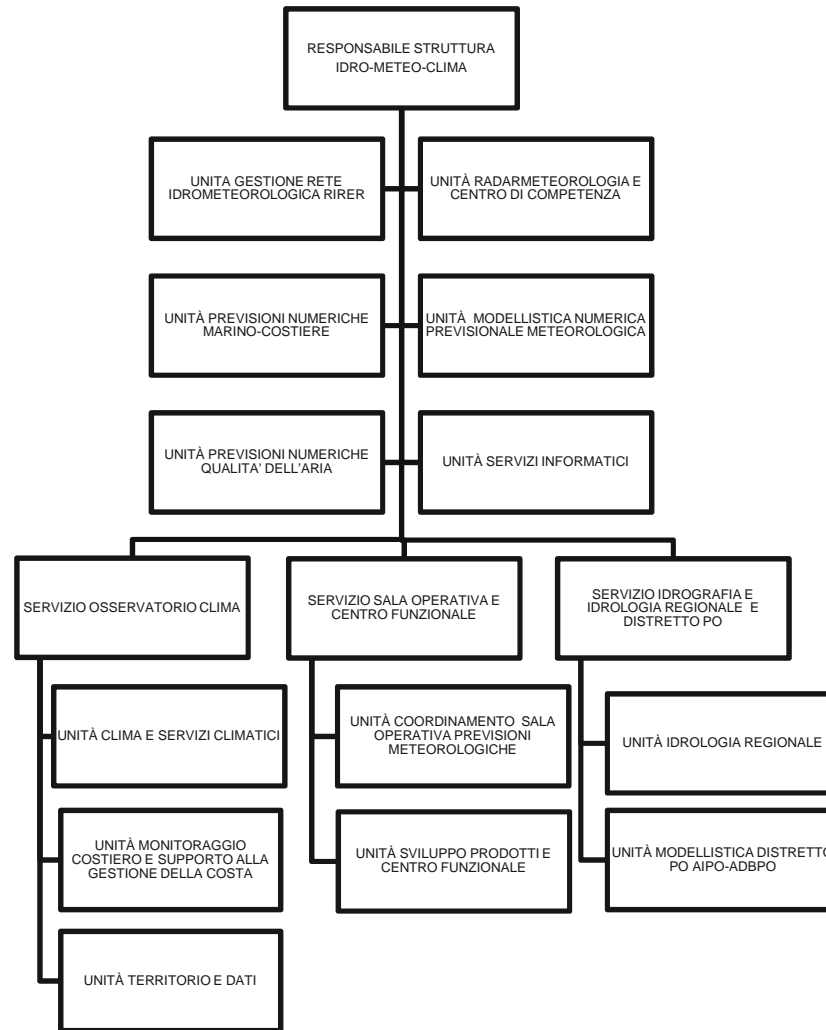 RESPONSABILE STRUTTURA
IDRO-METEO-CLIMA
UNITA GESTIONE RETE
IDROMETEOROLOGICA RIRER
UNITÀ RADARMETEOROLOGIA E
CENTRO DI COMPETENZA
UNITÀ PREVISIONI NUMERICHE
MARINO-COSTIERE
UNITÀ MODELLISTICA NUMERICA
PREVISIONALE METEOROLOGICA
UNITÀ PREVISIONI NUMERICHE
QUALITA' DELL'ARIA
UNITÀ SERVIZI INFORMATICI
SERVIZIO OSSERVATORIO CLIMA
SERVIZIO SALA OPERATIVA E
CENTRO FUNZIONALE
SERVIZIO IDROGRAFIA E
IDROLOGIA REGIONALE E
DISTRETTO PO
UNITÀ CLIMA E SERVIZI CLIMATICI
UNITÀ COORDINAMENTO SALA
OPERATIVA PREVISIONI
METEOROLOGICHE
UNITÀ IDROLOGIA REGIONALE
UNITÀ MONITORAGGIO
COSTIERO E SUPPORTO ALLA
GESTIONE DELLA COSTA
UNITÀ SVILUPPO PRODOTTI E
CENTRO FUNZIONALE
UNITÀ MODELLISTICA DISTRETTO
PO AIPO-ADBPO
UNITÀ TERRITORIO E DATI